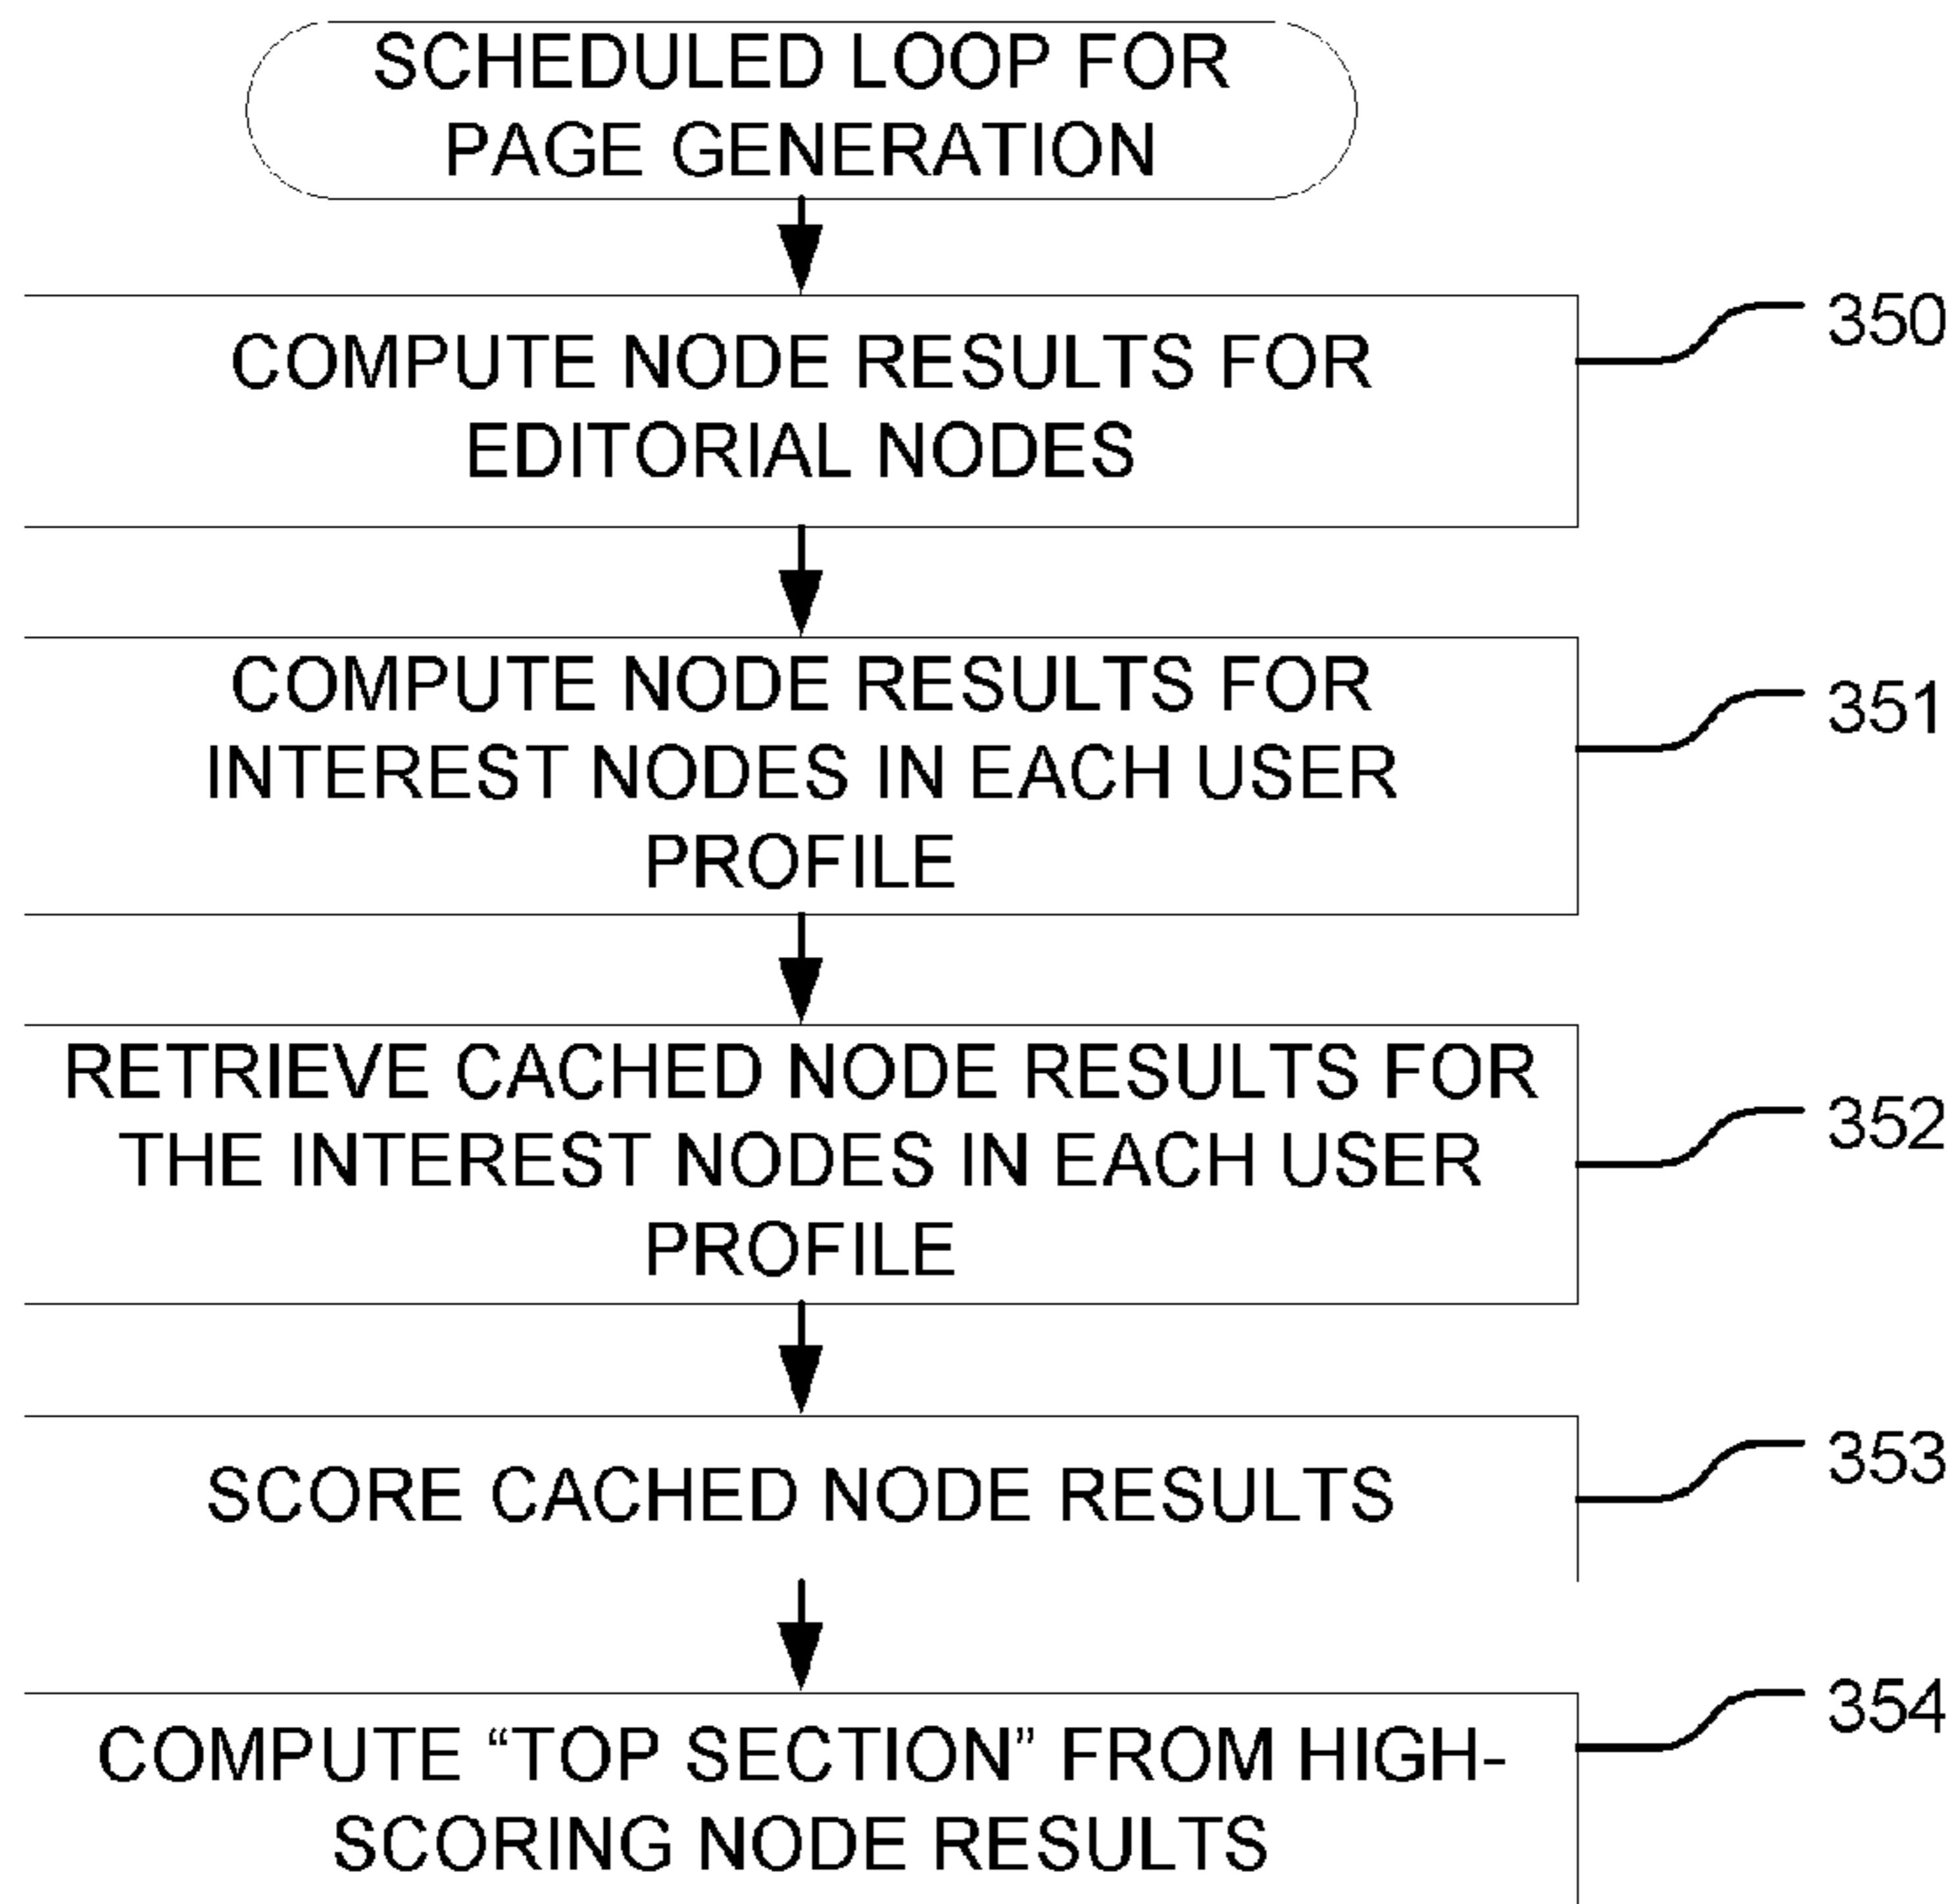 SCHEDULED LOOP FOR
PAGE GENERATION
COMPUTE NODE RESULTS FOR
EDITORIAL NODES
350
COMPUTE NODE RESULTS FOR
INTEREST NODES IN EACH USER
PROFILE
351
RETRIEVE CACHED NODE RESULTS FOR
THE INTEREST NODES IN EACH USER
PROFILE
352
SCORE CACHED NODE RESULTS
353
COMPUTE “TOP SECTION” FROM HIGH-
SCORING NODE RESULTS
354